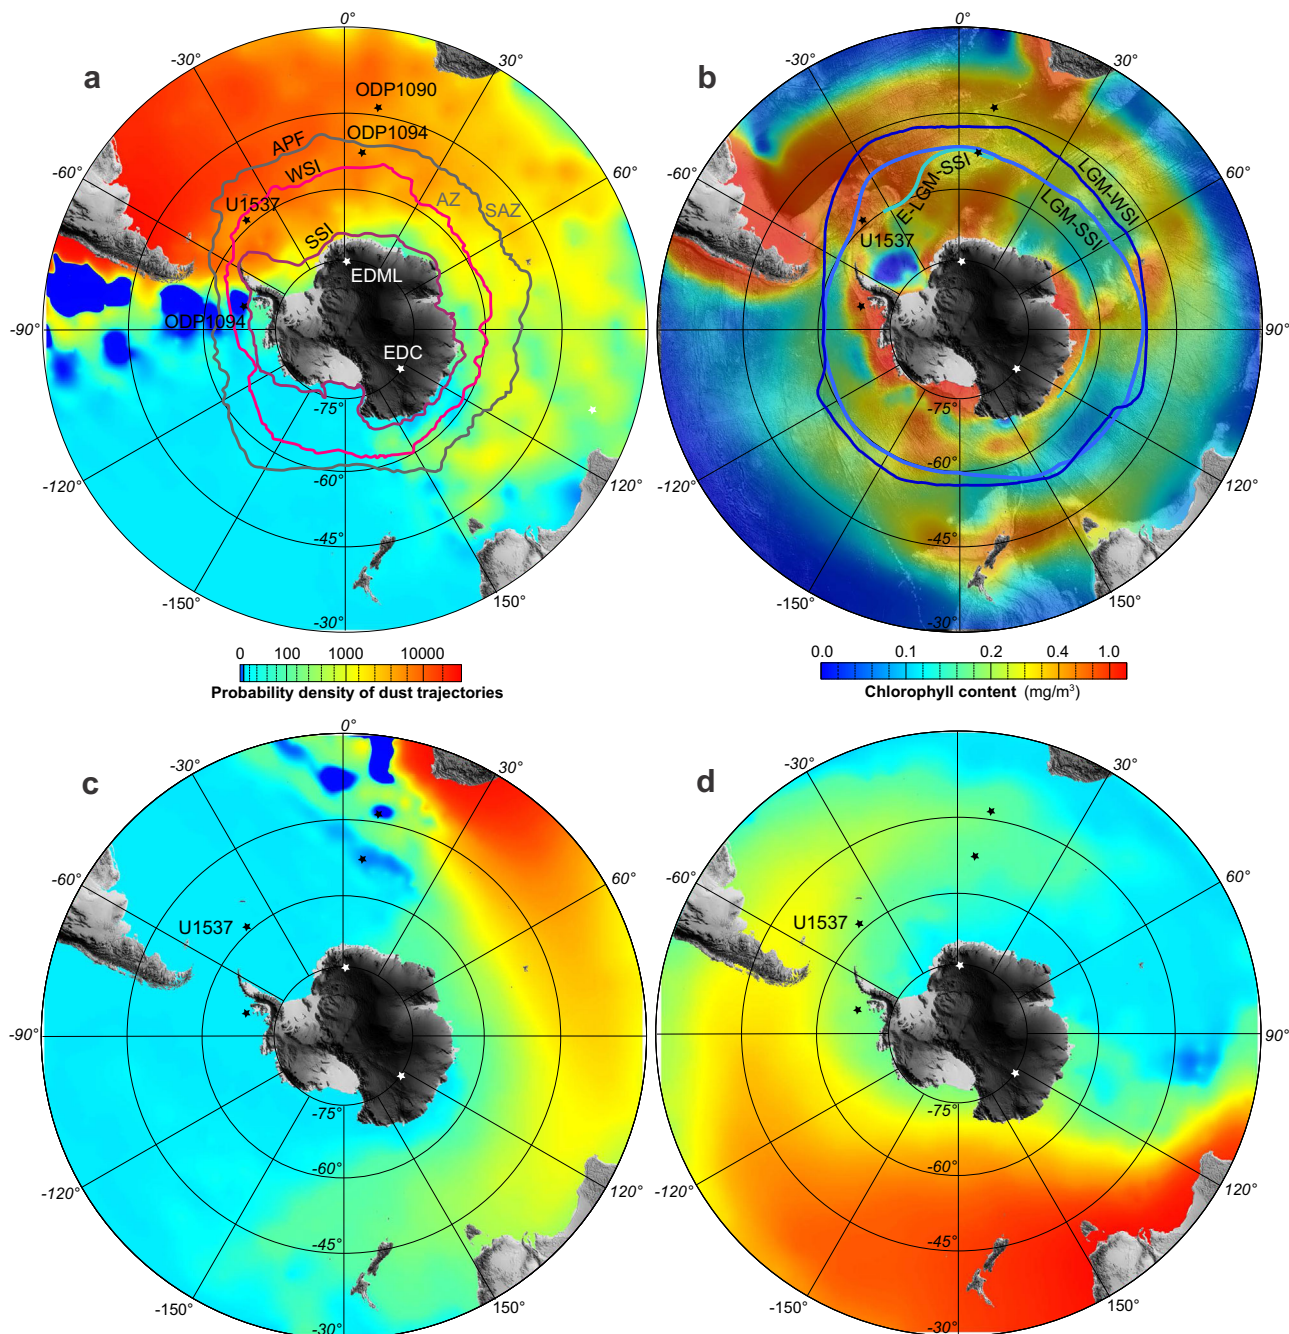 a
0°
30°
60°
-30°
-60°
-90°
-120°
-150°
-75°
-60°
-45°
-30°
150°
120°
ODP1090
ODP1094
APF
WSI
U1537
AZ
SAZ
SSI
EDML
ODP1094
EDC
0 100 1000 10000
Probability density of dust trajectories
b
0°
30°
60°
90°
120°
150°
-30°
-60°
-90°
-120°
-150°
-75°
-60°
-45°
-30°
E-LGM-SSI
LGM-WSI
LGM-SSI
U1537
0.0 0.1 0.2 0.4 1.0
Chlorophyll content (mg/m³)
c
0°
30°
60°
-30°
-60°
-90°
-120°
-150°
-75°
-60°
-45°
-30°
150°
120°
U1537
d
0°
30°
60°
90°
120°
150°
-30°
-60°
-120°
-150°
-75°
-60°
-45°
-30°
U1537